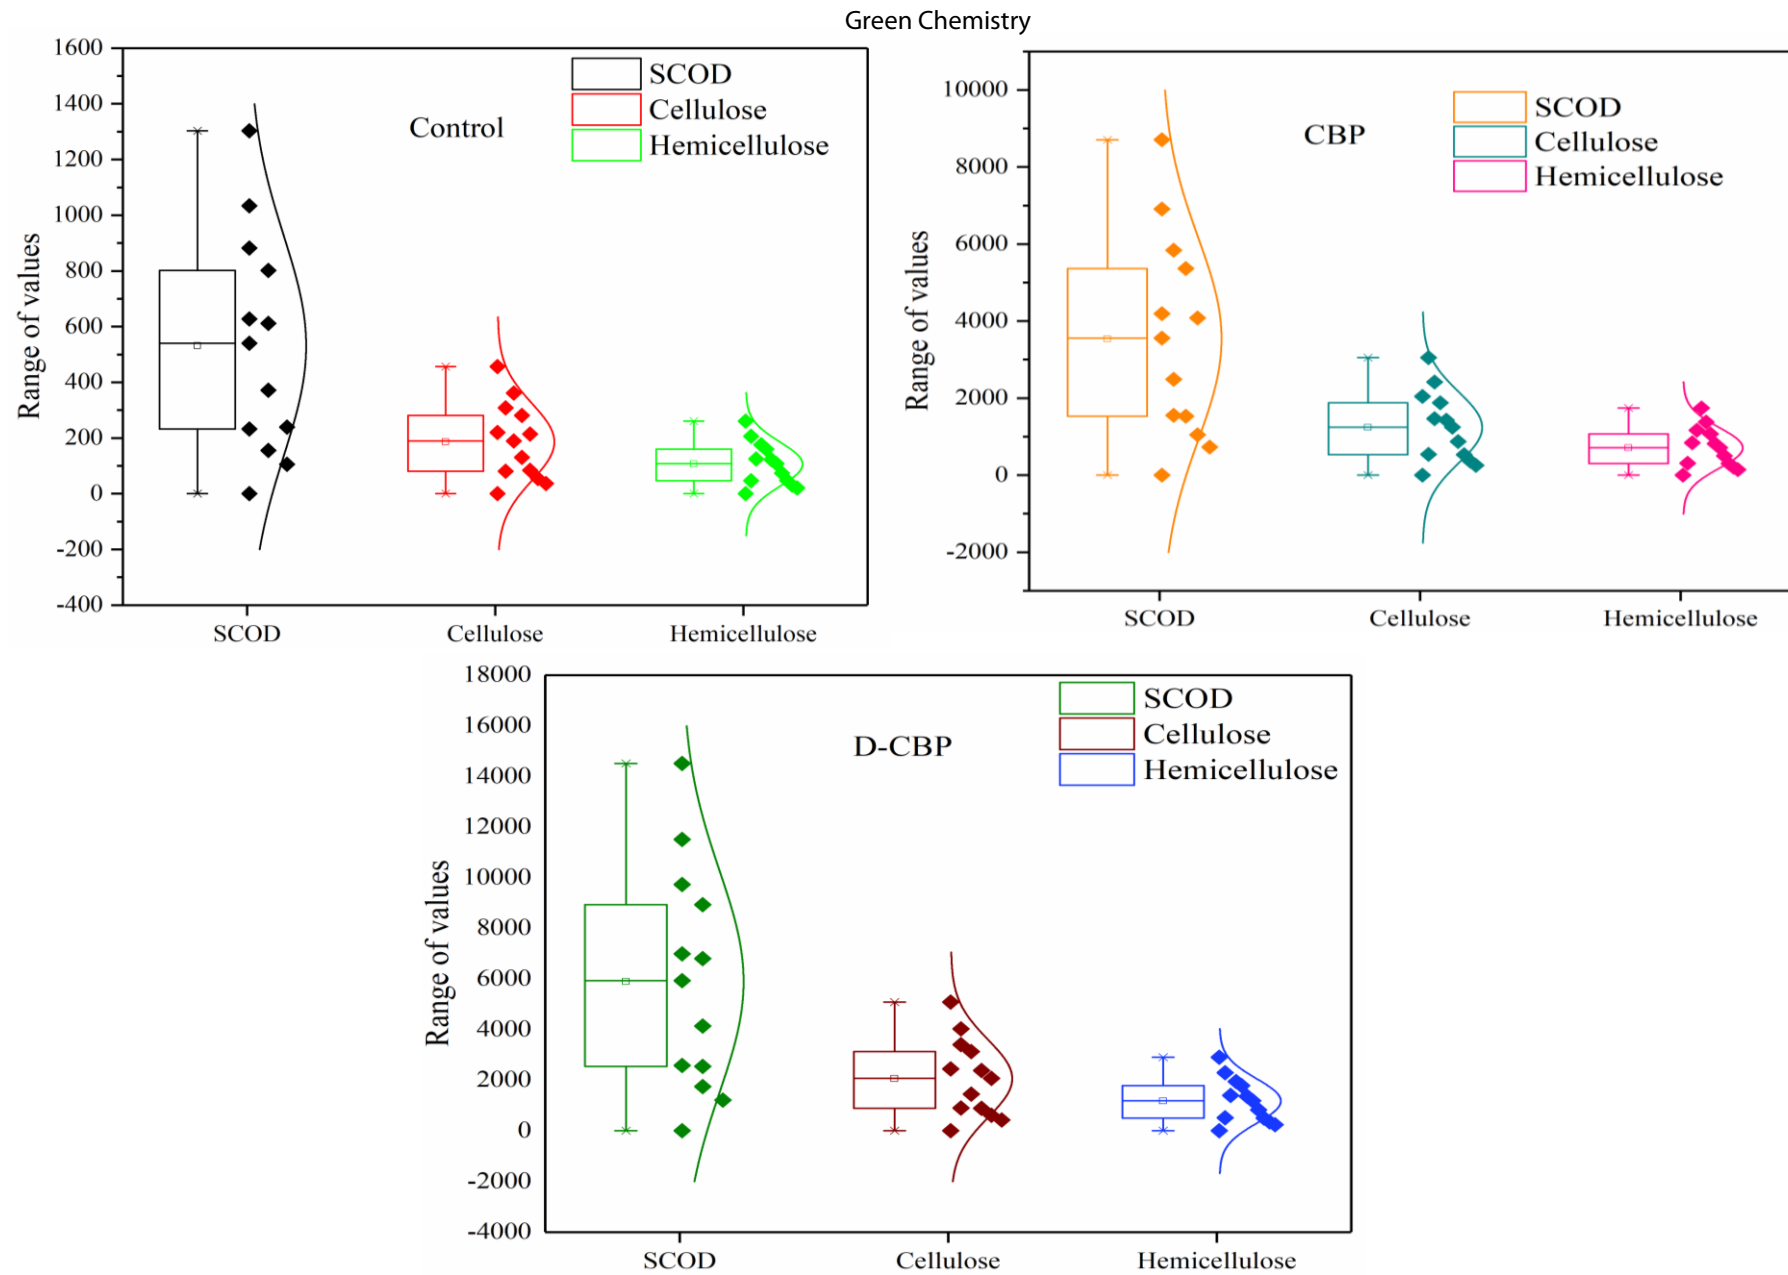 Green Chemistry
1600
1400
1200
1000
800
600
400
200
0
-200
-400
Range of values
Control
SCOD
Cellulose
Hemicellulose
SCOD
Cellulose
Hemicellulose
10000
8000
6000
4000
2000
0
-2000
Range of values
CBP
SCOD
Cellulose
Hemicellulose
SCOD
Cellulose
Hemicellulose
18000
16000
14000
12000
10000
8000
6000
4000
2000
0
-2000
-4000
Range of values
D-CBP
SCOD
Cellulose
Hemicellulose
SCOD
Cellulose
Hemicellulose